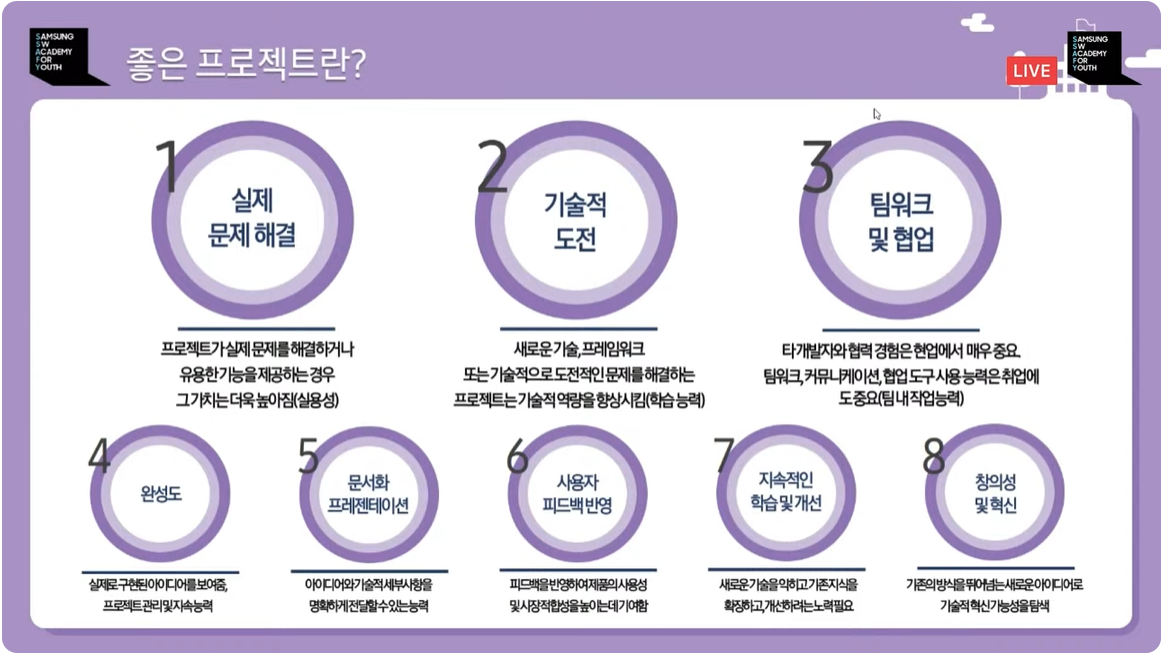 SAMSUNG
SW
ACADEMY
FOR
YOUTH
좋은 프로젝트란?
LIVE
SAMSUNG
SW
ACADEMY
FOR
YOUTH
1
실제
문제 해결
프로젝트가 실제 문제를 해결하거나
유용한 기능을 제공하는 경우
그 가치는 더욱 높아짐(실용성)
2
기술적
도전
새로운 기술, 프레임워크
또는 기술적으로 도전적인 문제를 해결하는
프로젝트는 기술적 역량을 향상시킴(학습 능력)
3
팀워크
및 협업
타 개발자와 협력 경험은 현업에서 매우 중요.
팀워크, 커뮤니케이션, 협업 도구 사용 능력은 취업에
도 중요(팀 내 작업능력)
4
완성도
실제로 구현된 아이디어를 보여줌,
프로젝트 관리 및 지속 능력
5
문서화
프레젠테이션
아이디어와 기술적 세부사항을
명확하게 전달할 수 있는 능력
6
사용자
피드백 반영
피드백을 반영하여 제품의 사용성
및 시장 적합성을 높이는 데 기여함
7
지속적인
학습 및 개선
새로운 기술을 익히고 기존 지식을
확장하고, 개선하려는 노력 필요
8
창의성
및 혁신
기존의 방식을 뛰어넘는 새로운 아이디어로
기술적 혁신 가능성을 탐색